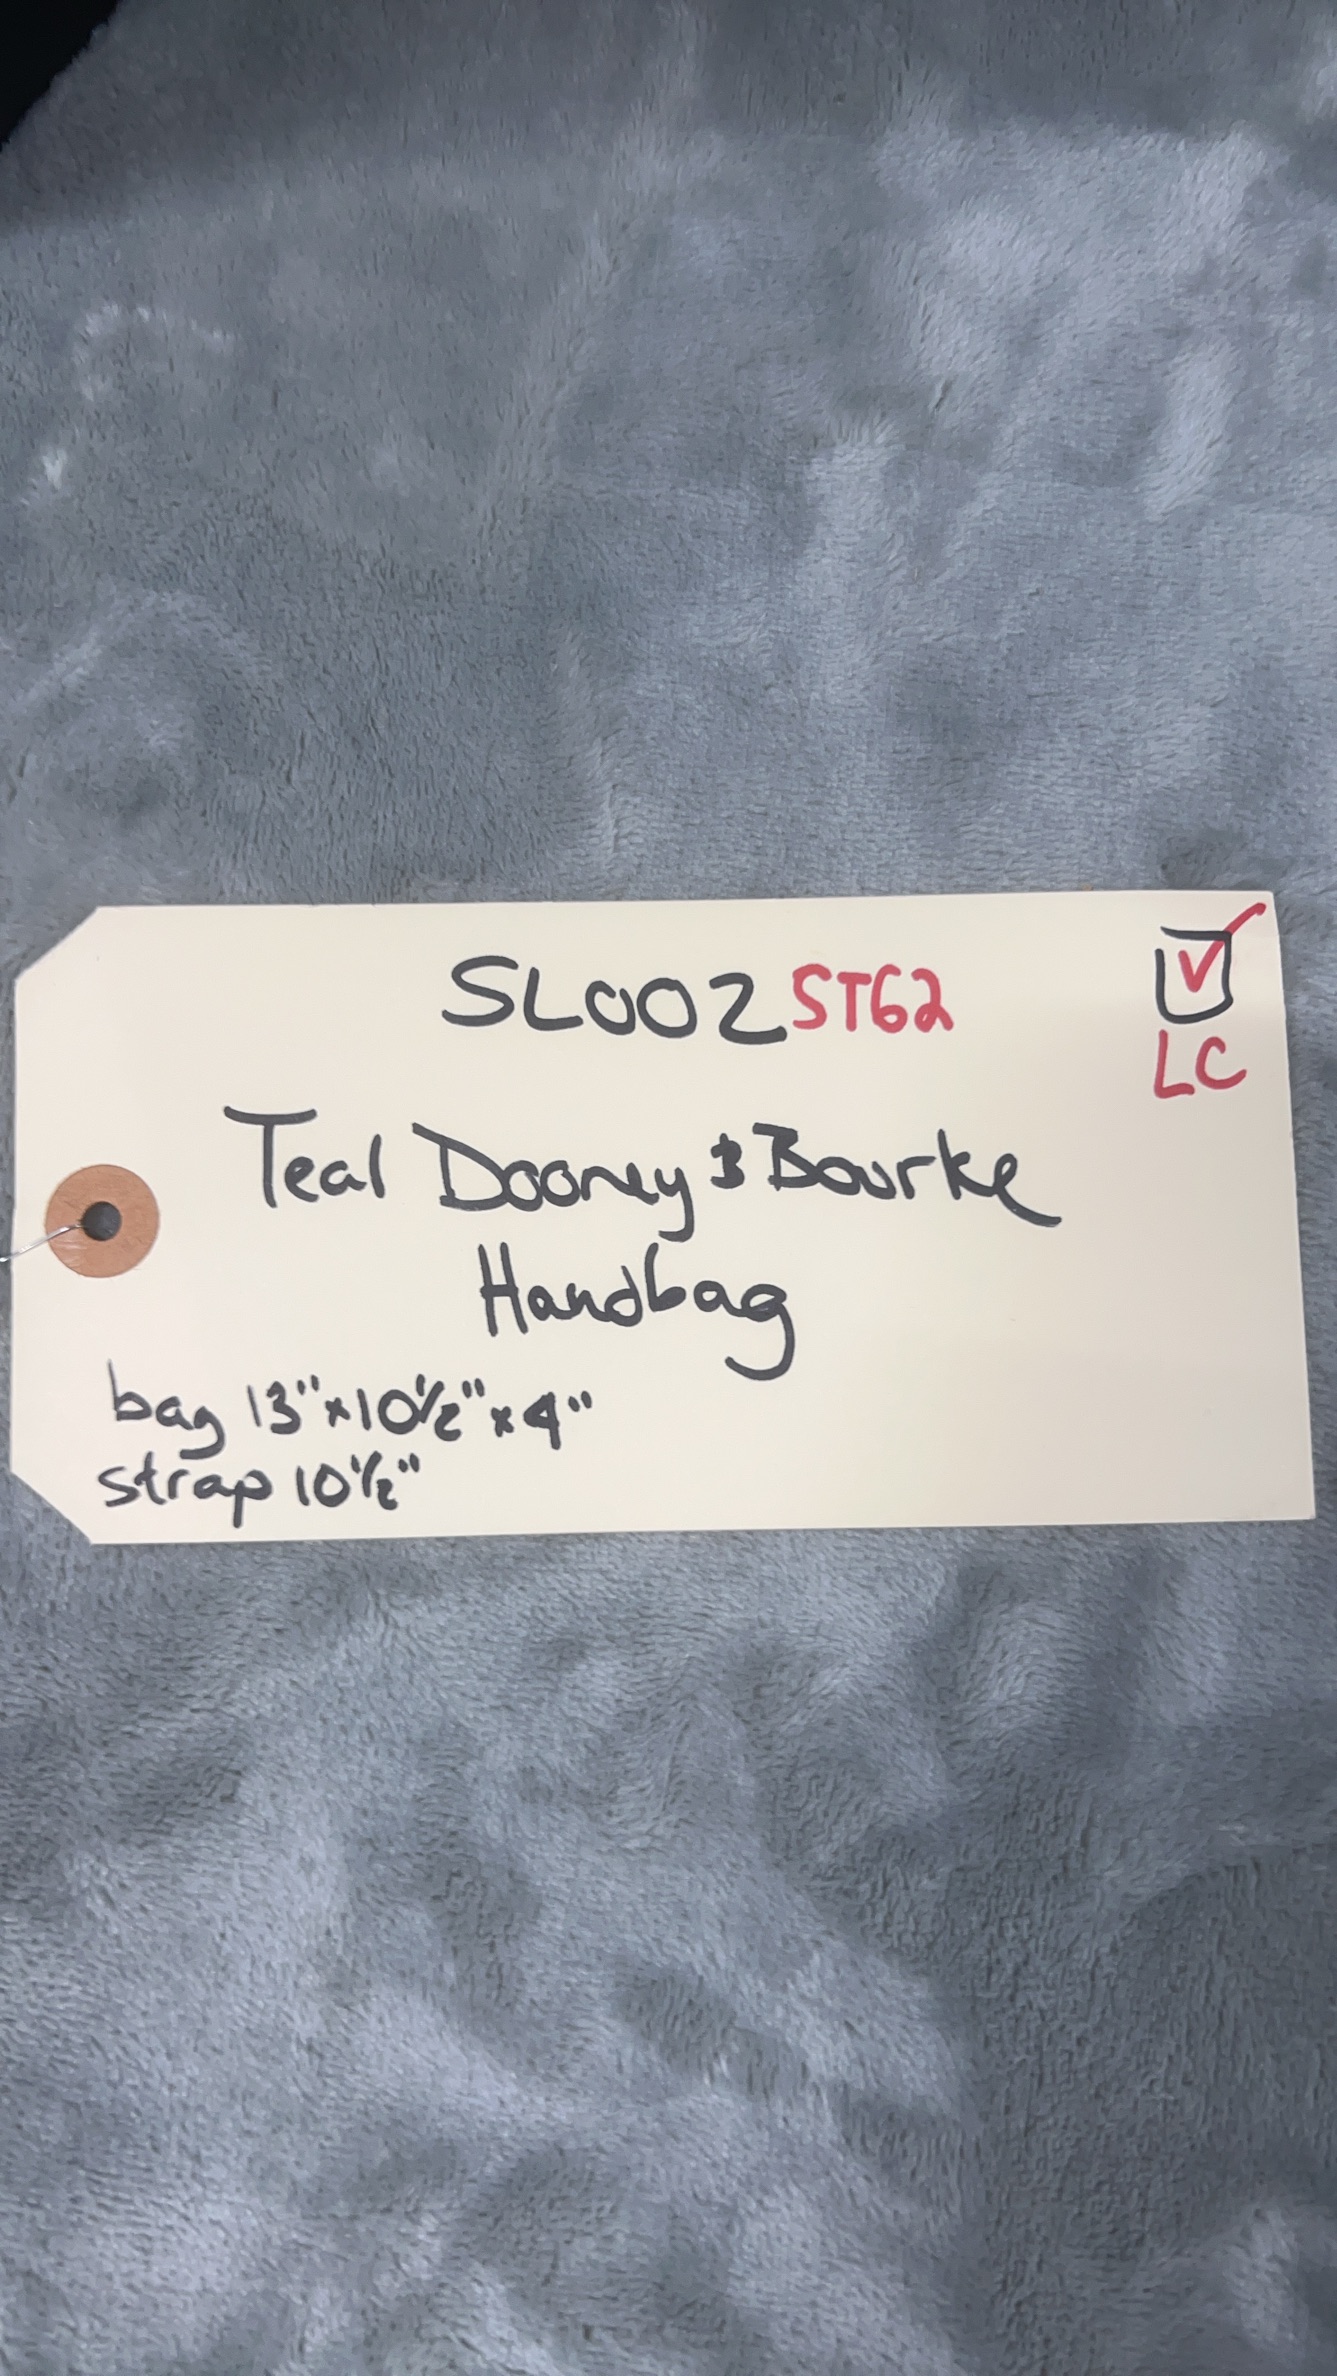 SL002 ST62
LC
Teal Dooney & Bourke
Handbag
bag 13"x10½"x4"
strap 10½"